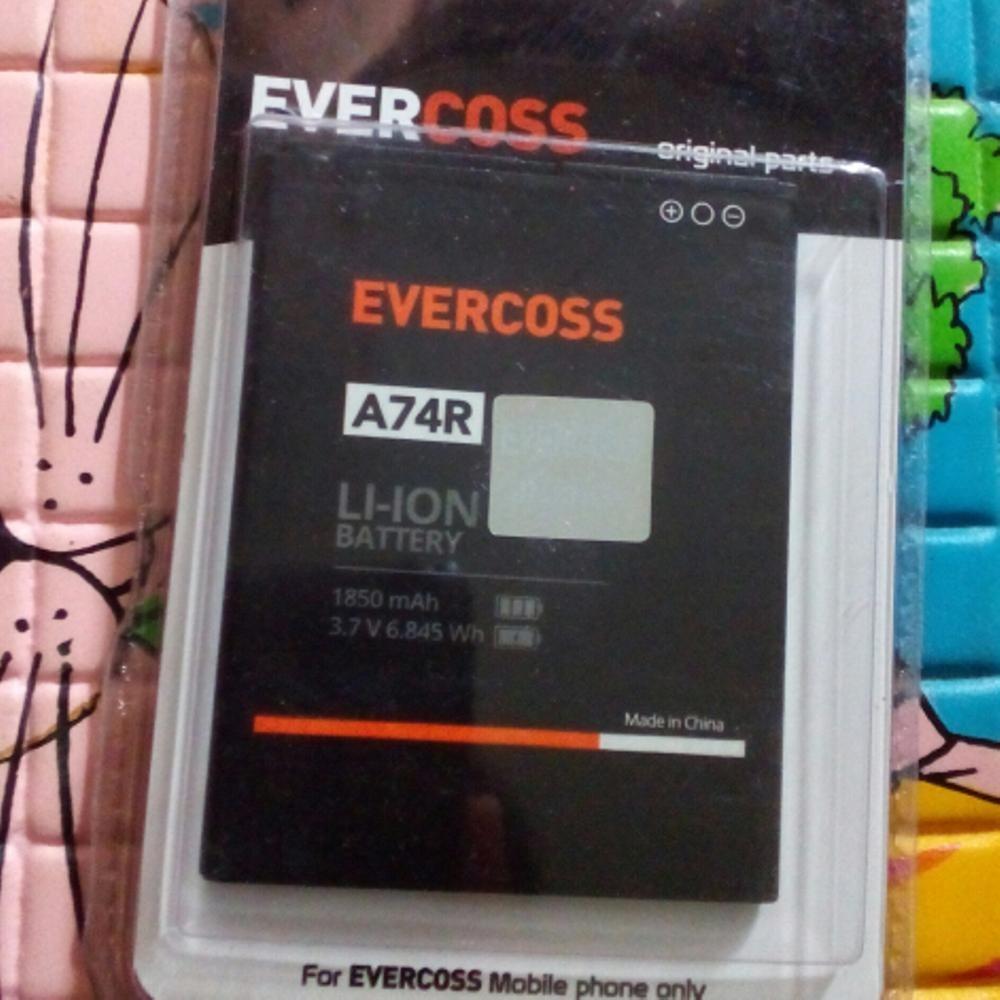 EVERCOSS
original parts
EVERCOSS
A74R
LI-ION
BATTERY
1850 mAh
3.7 V 6.845 Wh
Made in China
For EVERCOSS Mobile phone only